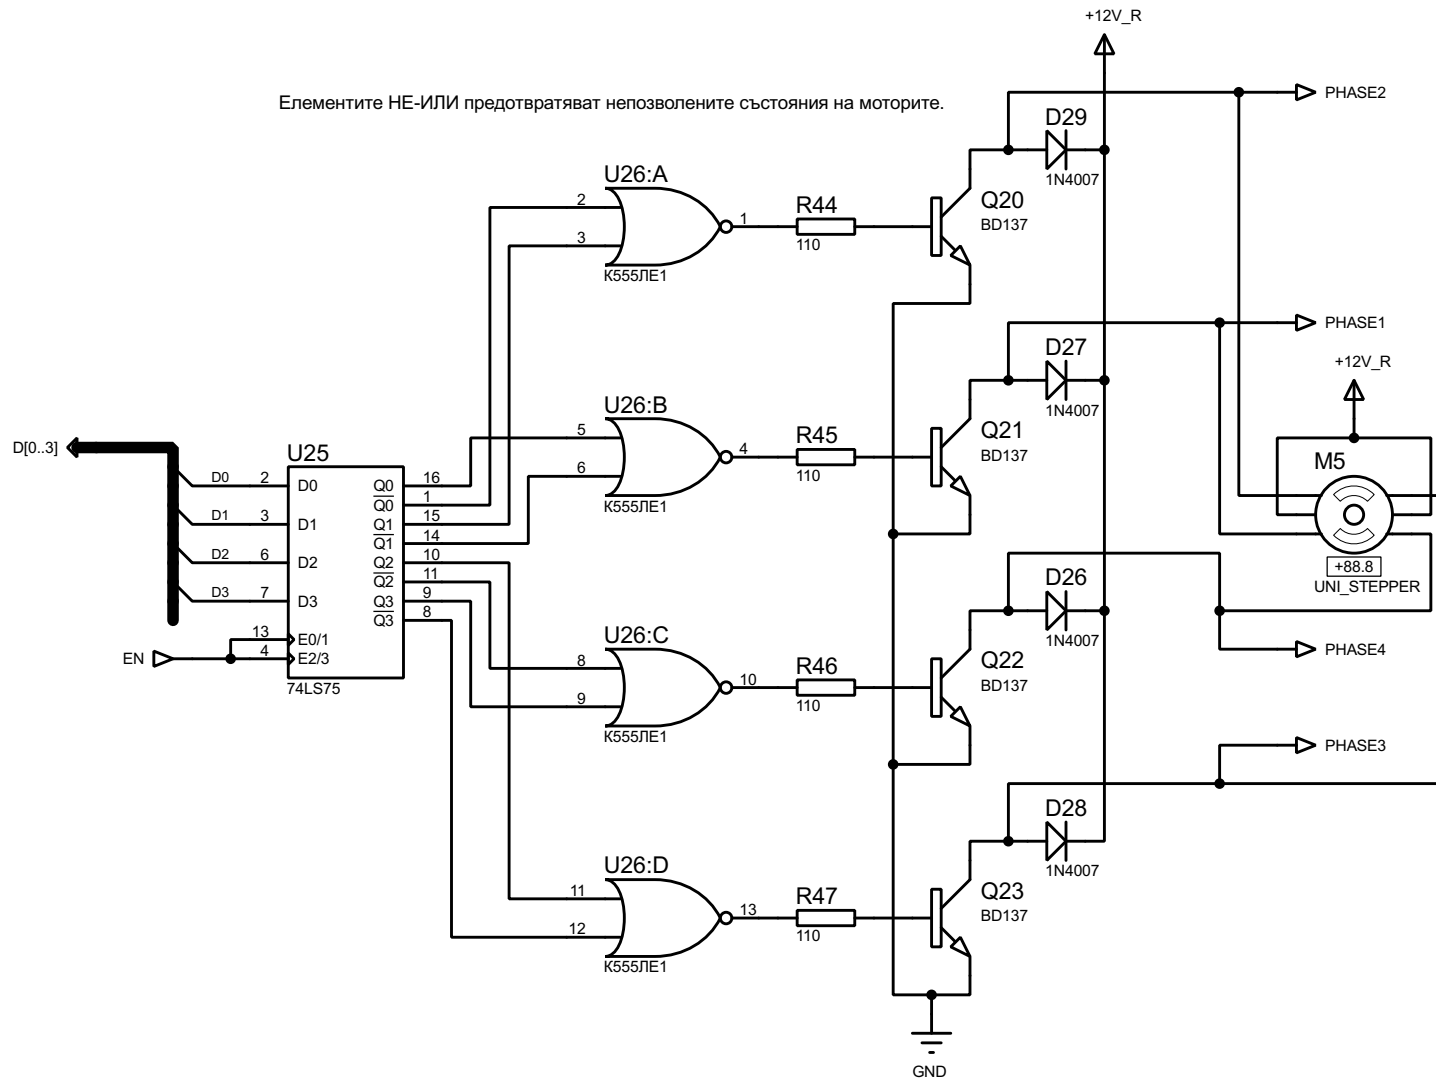 +12V_R
Елементите НЕ-ИЛИ предотвратяват непозволените състояния на моторите.
PHASE2
D29
1N4007
U26:A
2
3
1
К555ЛЕ1
R44
110
Q20
BD137
PHASE1
D27
1N4007
+12V_R
U26:B
5
6
4
К555ЛЕ1
R45
110
Q21
BD137
M5
+88.8
UNI_STEPPER
D[0..3]
U25
D0 2 D0 Q0 16
Q0 1
D1 3 D1 Q1 15
Q1 14
D2 6 D2 Q2 10
Q2 11
D3 7 D3 Q3 9
Q3 8
13 E0/1
EN 4 E2/3
74LS75
D26
1N4007
U26:C
8
9
10
К555ЛЕ1
R46
110
Q22
BD137
PHASE4
PHASE3
D28
1N4007
U26:D
11
12
13
К555ЛЕ1
R47
110
Q23
BD137
GND